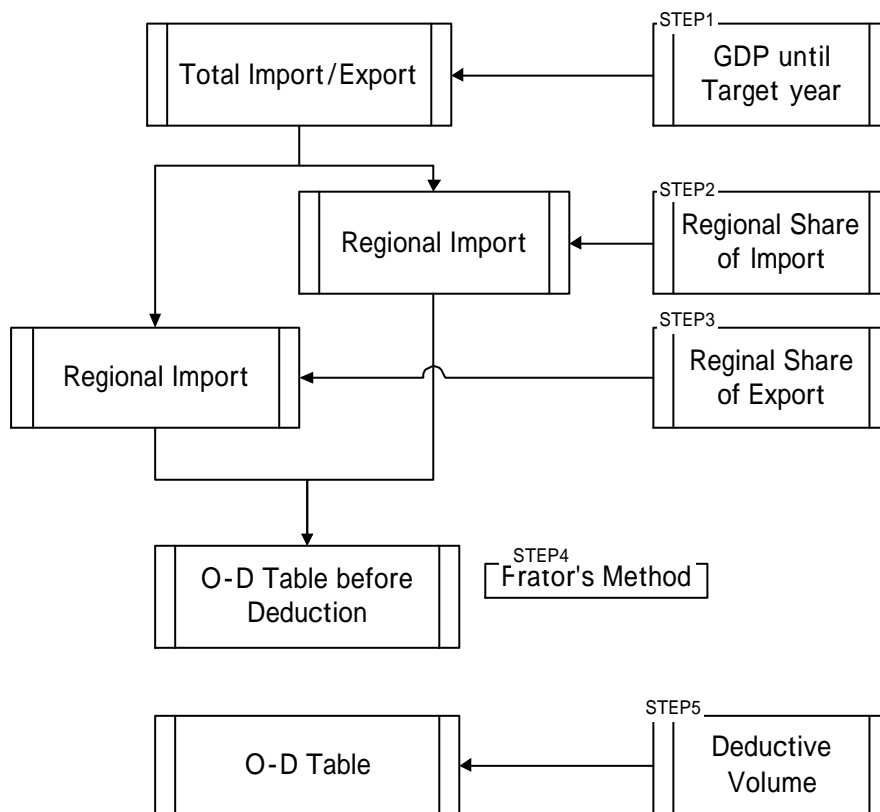 STEP1
Total Import/Export
GDP until
Target year
STEP2
Regional Import
Regional Share
of Import
STEP3
Regional Import
Reginal Share
of Export
STEP4
O-D Table before
Deduction
Frator's Method
STEP5
O-D Table
Deductive
Volume